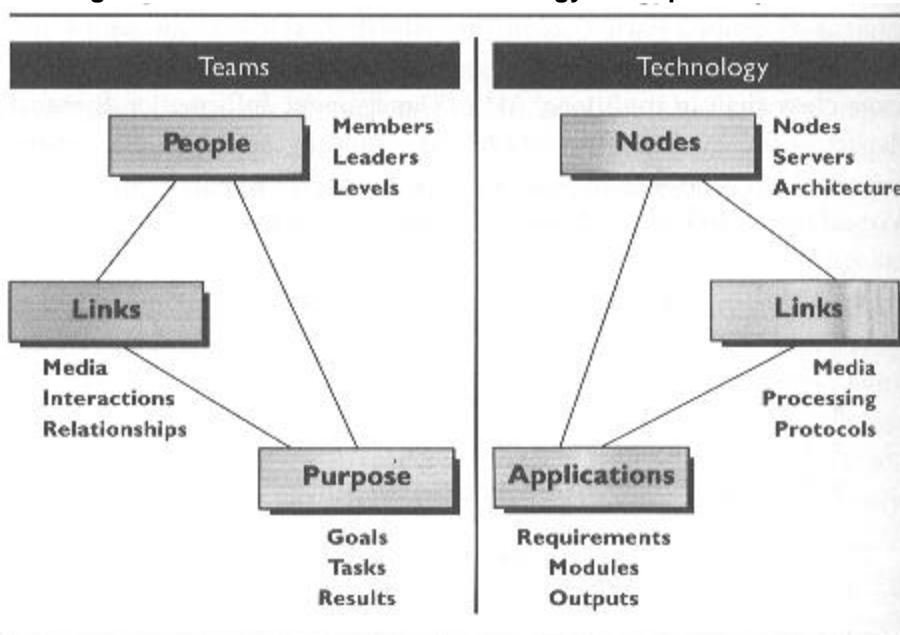 Teams
People
Members
Leaders
Levels
Links
Media
Interactions
Relationships
Purpose
Goals
Tasks
Results
Technology
Nodes
Nodes
Servers
Architecture
Links
Media
Processing
Protocols
Applications
Requirements
Modules
Outputs